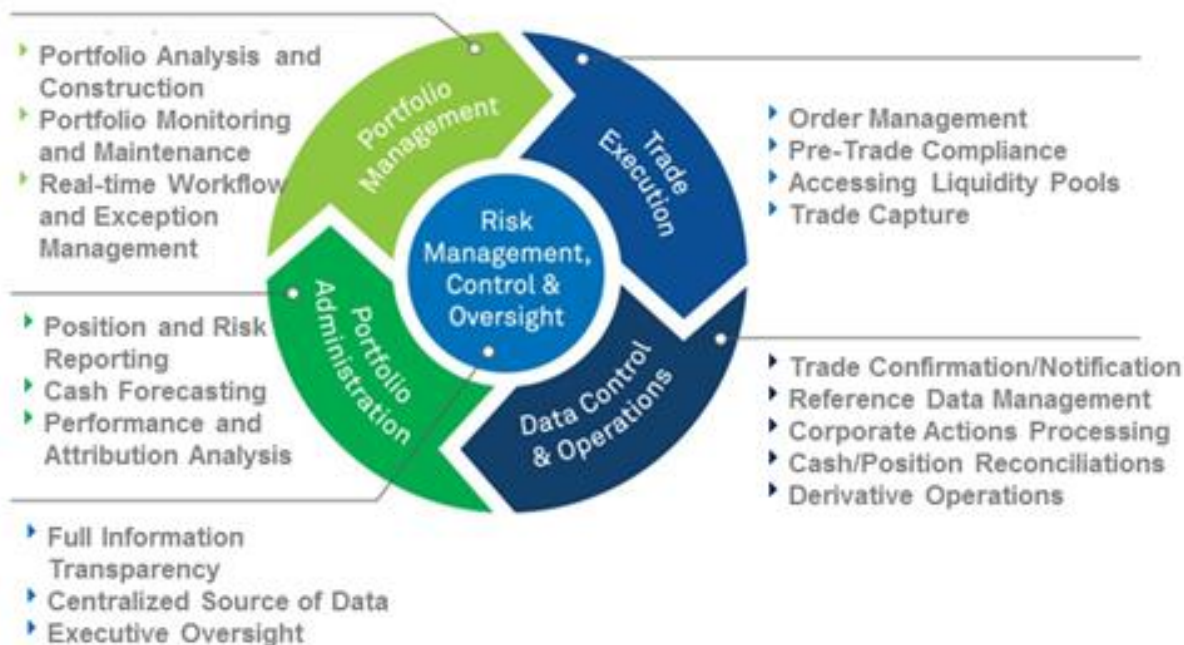 Portfolio Analysis and
Construction
Portfolio Monitoring
and Maintenance
Real-time Workflow
and Exception
Management
Position and Risk
Reporting
Cash Forecasting
Performance and
Attribution Analysis
Full Information
Transparency
Centralized Source of Data
Executive Oversight
Portfolio
Management
Trade
Execution
Risk
Management,
Control &
Oversight
Portfolio
Administration
Data Control
& Operations
Order Management
Pre-Trade Compliance
Accessing Liquidity Pools
Trade Capture
Trade Confirmation/Notification
Reference Data Management
Corporate Actions Processing
Cash/Position Reconciliations
Derivative Operations